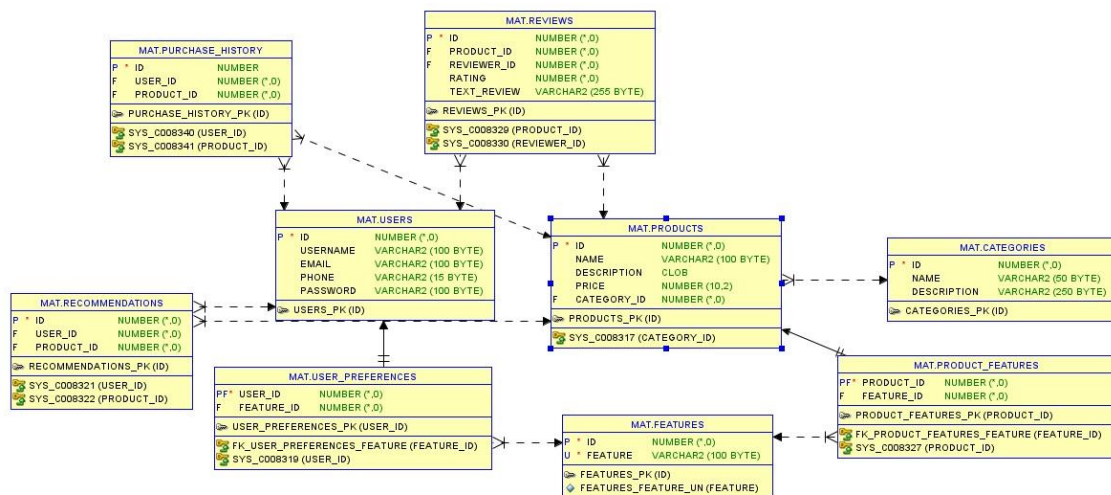 MAT.REVIEWS
P * ID NUMBER (*,0)
F PRODUCT_ID NUMBER (*,0)
F REVIEWER_ID NUMBER (*,0)
RATING NUMBER (*,0)
TEXT_REVIEW VARCHAR2 (255 BYTE)
REVIEWS_PK (ID)
SYS_C008329 (PRODUCT_ID)
SYS_C008330 (REVIEWER_ID)
MAT.PURCHASE_HISTORY
P * ID NUMBER
F USER_ID NUMBER (*,0)
F PRODUCT_ID NUMBER (*,0)
PURCHASE_HISTORY_PK (ID)
SYS_C008340 (USER_ID)
SYS_C008341 (PRODUCT_ID)
MAT.USERS
P * ID NUMBER (*,0)
USERNAME VARCHAR2 (100 BYTE)
EMAIL VARCHAR2 (100 BYTE)
PHONE VARCHAR2 (15 BYTE)
PASSWORD VARCHAR2 (100 BYTE)
USERS_PK (ID)
MAT.PRODUCTS
P * ID NUMBER (*,0)
NAME VARCHAR2 (100 BYTE)
DESCRIPTION CLOB
PRICE NUMBER (10,2)
F CATEGORY_ID NUMBER (*,0)
PRODUCTS_PK (ID)
SYS_C008317 (CATEGORY_ID)
MAT.CATEGORIES
P * ID NUMBER (*,0)
NAME VARCHAR2 (50 BYTE)
DESCRIPTION VARCHAR2 (250 BYTE)
CATEGORIES_PK (ID)
MAT.RECOMMENDATIONS
P * ID NUMBER (*,0)
F USER_ID NUMBER (*,0)
F PRODUCT_ID NUMBER (*,0)
RECOMMENDATIONS_PK (ID)
SYS_C008321 (USER_ID)
SYS_C008322 (PRODUCT_ID)
MAT.USER_PREFERENCES
PF* USER_ID NUMBER (*,0)
F FEATURE_ID NUMBER (*,0)
USER_PREFERENCES_PK (USER_ID)
FK_USER_PREFERENCES_FEATURE (FEATURE_ID)
SYS_C008319 (USER_ID)
MAT.PRODUCT_FEATURES
PF* PRODUCT_ID NUMBER (*,0)
F FEATURE_ID NUMBER (*,0)
PRODUCT_FEATURES_PK (PRODUCT_ID)
FK_PRODUCT_FEATURES_FEATURE (FEATURE_ID)
SYS_C008327 (PRODUCT_ID)
MAT.FEATURES
P * ID NUMBER (*,0)
U * FEATURE VARCHAR2 (100 BYTE)
FEATURES_PK (ID)
FEATURES_FEATURE_UN (FEATURE)